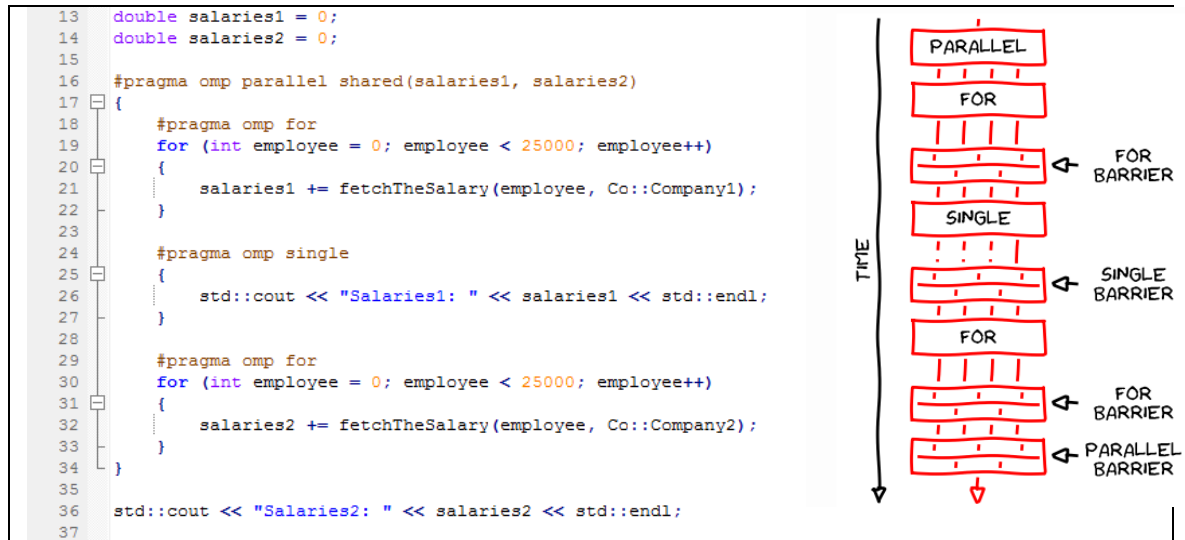 13 double salaries1 = 0;
14 double salaries2 = 0;
15
16 #pragma omp parallel shared(salaries1, salaries2)
17 {
18     #pragma omp for
19     for (int employee = 0; employee < 25000; employee++)
20     {
21         salaries1 += fetchTheSalary(employee, Co::Company1);
22     }
23
24     #pragma omp single
25     {
26         std::cout << "Salaries1: " << salaries1 << std::endl;
27     }
28
29     #pragma omp for
30     for (int employee = 0; employee < 25000; employee++)
31     {
32         salaries2 += fetchTheSalary(employee, Co::Company2);
33     }
34 }
35
36 std::cout << "Salaries2: " << salaries2 << std::endl;
37
TIME
PARALLEL
FOR
FOR
BARRIER
SINGLE
SINGLE
BARRIER
FOR
FOR
BARRIER
PARALLEL
BARRIER